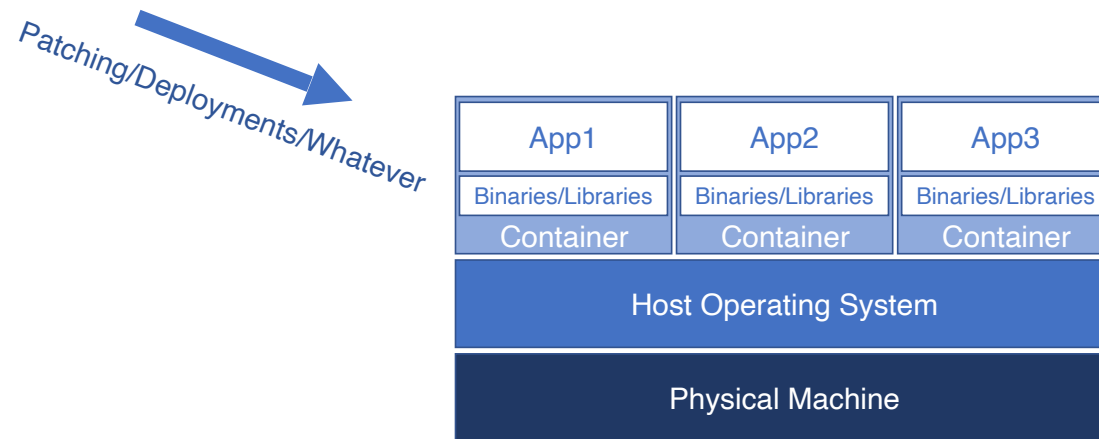 Patching/Deployments/Whatever
App1 App2 App3
Binaries/Libraries Binaries/Libraries Binaries/Libraries
Container Container Container
Host Operating System
Physical Machine